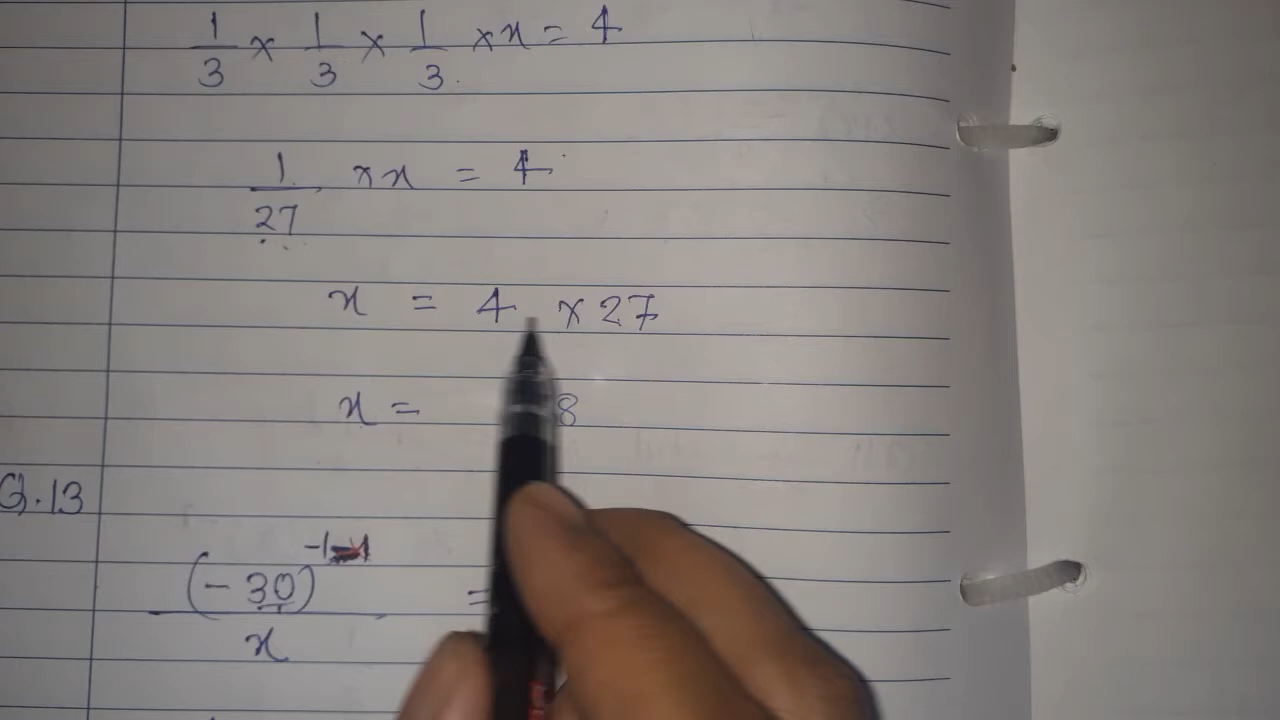 1/3 × 1/3 × 1/3 × x = 4
1/27 × x = 4
x = 4 × 27
x = 8
Q.13
(-30)^-1 / x =